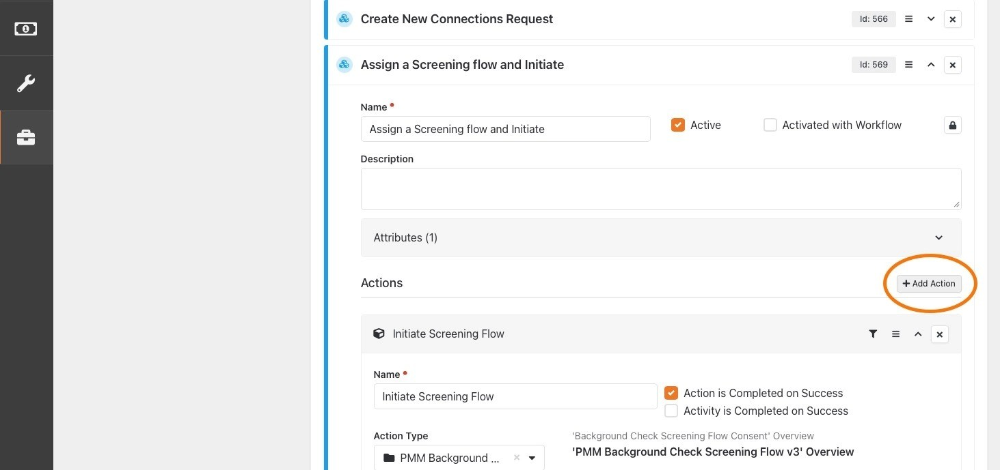 Create New Connections Request Id: 566
Assign a Screening flow and Initiate Id: 569
Name
Assign a Screening flow and Initiate Active Activated with Workflow
Description
Attributes (1)
Actions + Add Action
Initiate Screening Flow
Name
Initiate Screening Flow Action is Completed on Success
Activity is Completed on Success
Action Type 'Background Check Screening Flow Consent' Overview
PMM Background ... 'PMM Background Check Screening Flow v3' Overview